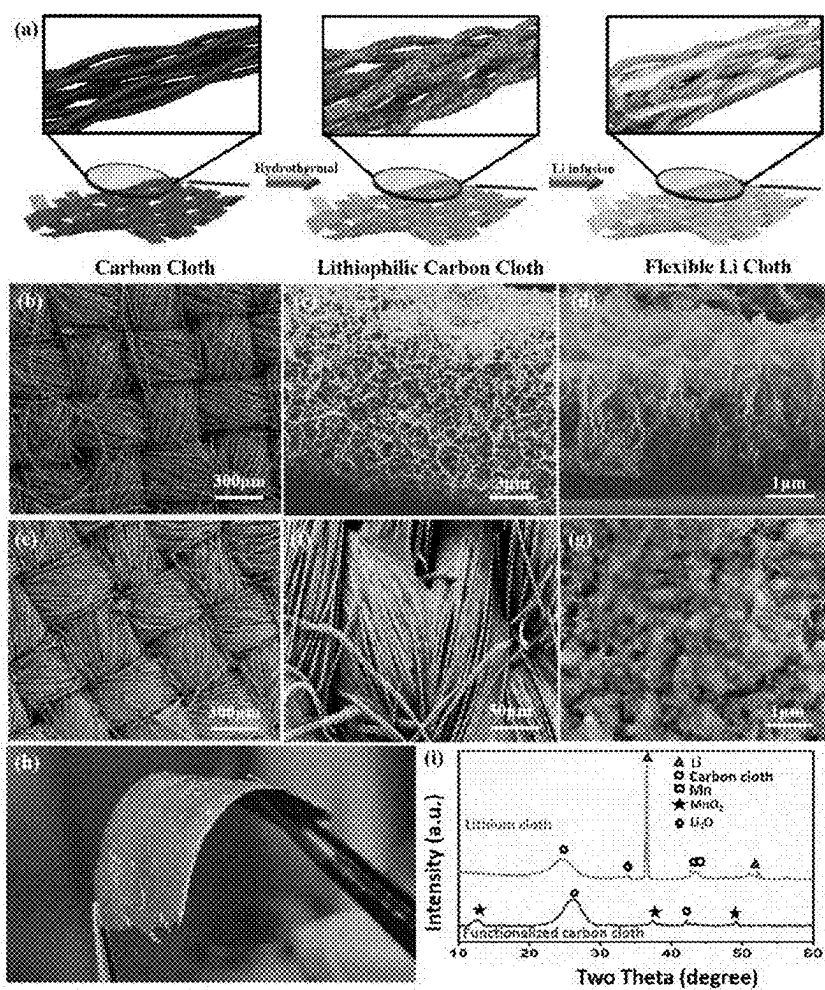 (a)
Hydrothermal
Li infusion
Carbon Cloth
Lithiophilic Carbon Cloth
Flexible Li Cloth
(b)
(c)
(d)
300μm
1μm
(e)
(g)
50μm
1μm
(h)
(i)
Li
Carbon cloth
Mn
MnO₂
Li₂O
Lithium cloth
Functionalized carbon cloth
Intensity (a.u.)
10 20 30 40 50 60
Two Theta (degree)